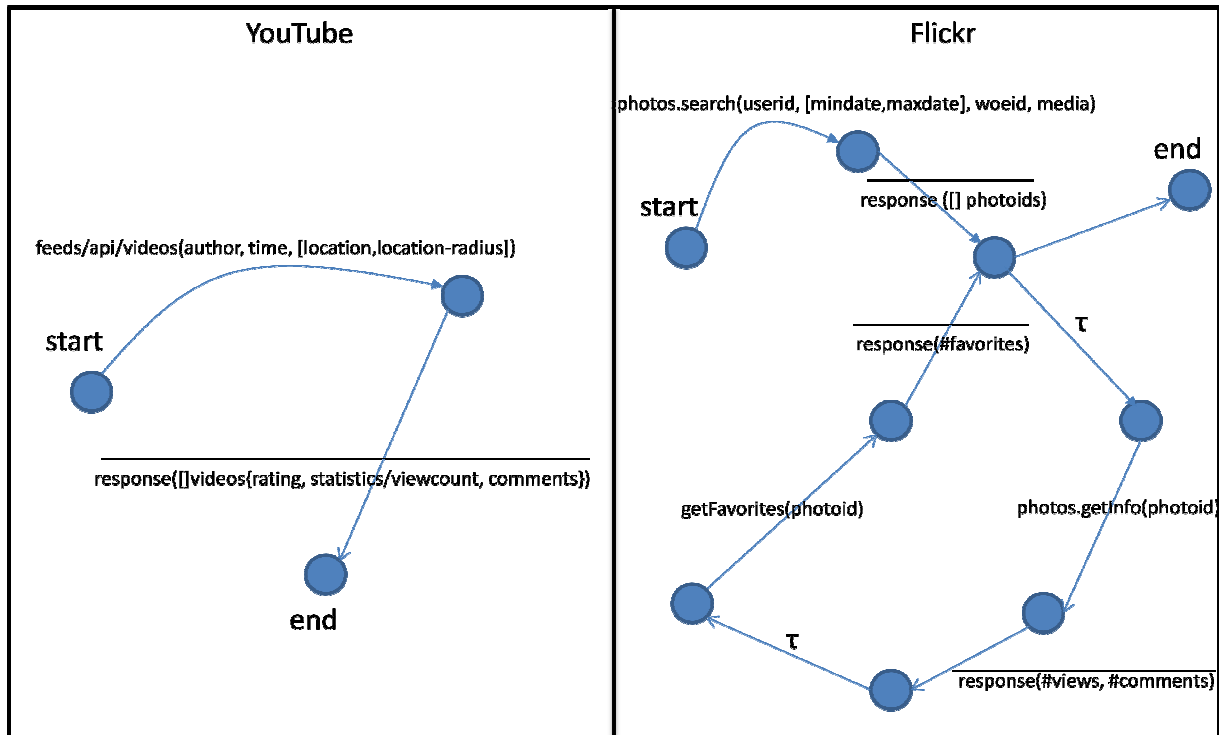 YouTube
feeds/api/videos(author, time, [location,location-radius])
start
response([]videos{rating, statistics/viewcount, comments})
end
Flickr
photos.search(userid, [mindate,maxdate], woeid, media)
end
response ([] photoids)
start
τ
response(#favorites)
getFavorites(photoid)
photos.getInfo(photoid)
τ
response(#views, #comments)